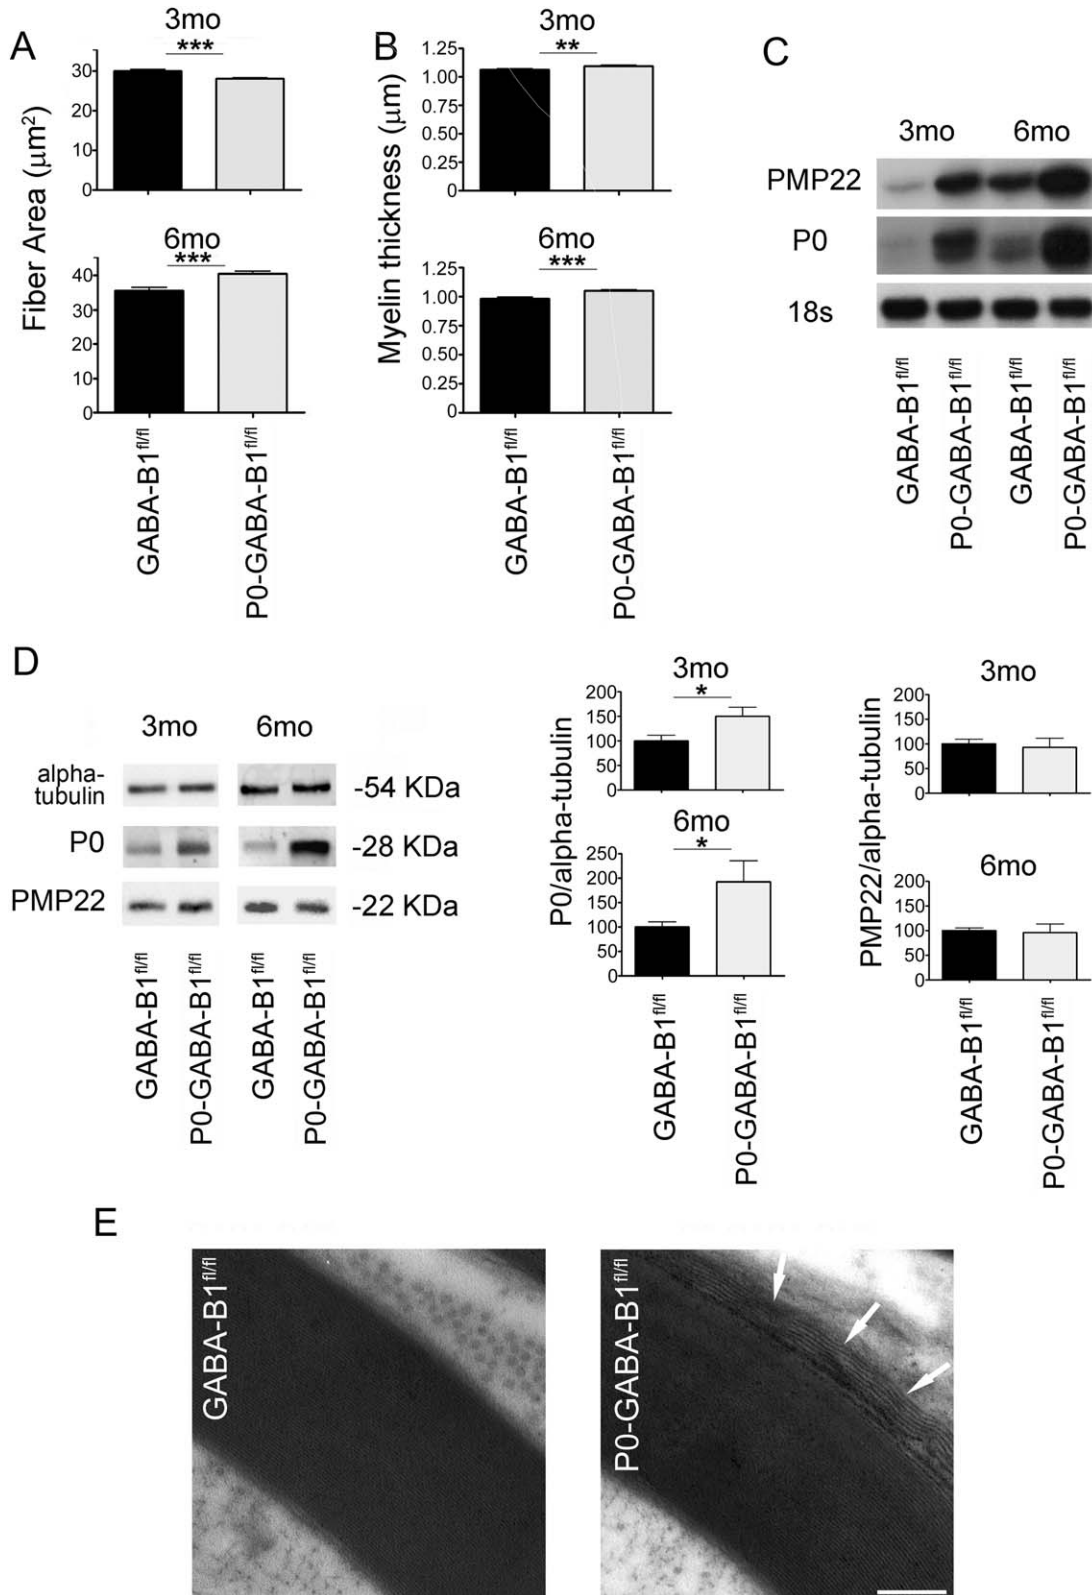 A
3mo
***
30
20
10
0
Fiber Area (μm²)
6mo
***
40
30
20
10
0
GABA-B1fl/fl
P0-GABA-B1fl/fl
B
3mo
**
1.25
1.00
0.75
0.50
0.25
0
Myelin thickness (μm)
6mo
***
1.25
1.00
0.75
0.50
0.25
0
GABA-B1fl/fl
P0-GABA-B1fl/fl
C
3mo 6mo
PMP22
P0
18s
GABA-B1fl/fl
P0-GABA-B1fl/fl
GABA-B1fl/fl
P0-GABA-B1fl/fl
D
3mo 6mo
alpha-
tubulin
-54 KDa
P0
-28 KDa
PMP22
-22 KDa
GABA-B1fl/fl
P0-GABA-B1fl/fl
GABA-B1fl/fl
P0-GABA-B1fl/fl
3mo
*
200
150
100
50
0
P0/alpha-tubulin
6mo
*
250
200
150
100
50
0
GABA-B1fl/fl
P0-GABA-B1fl/fl
3mo
200
150
100
50
0
PMP22/alpha-tubulin
6mo
200
150
100
50
0
GABA-B1fl/fl
P0-GABA-B1fl/fl
E
GABA-B1fl/fl
P0-GABA-B1fl/fl